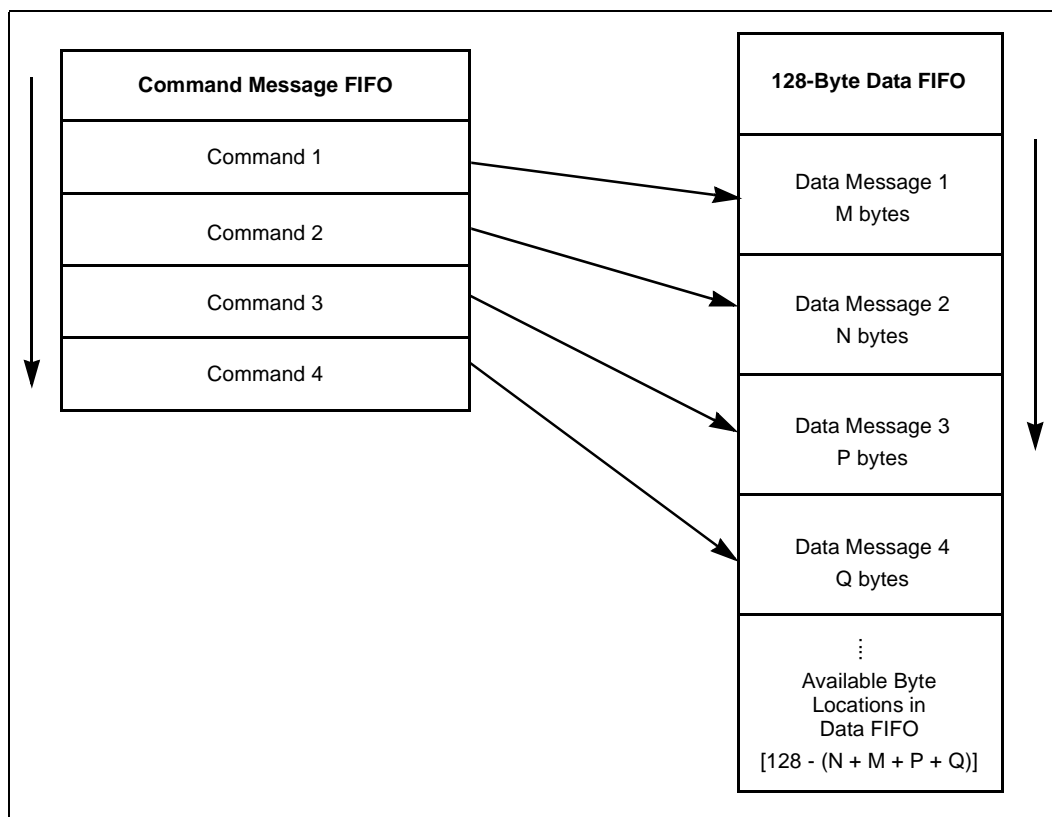 Command Message FIFO
Command 1
Command 2
Command 3
Command 4
128-Byte Data FIFO
Data Message 1
M bytes
Data Message 2
N bytes
Data Message 3
P bytes
Data Message 4
Q bytes
⋮
Available Byte
Locations in
Data FIFO
[128 - (N + M + P + Q)]